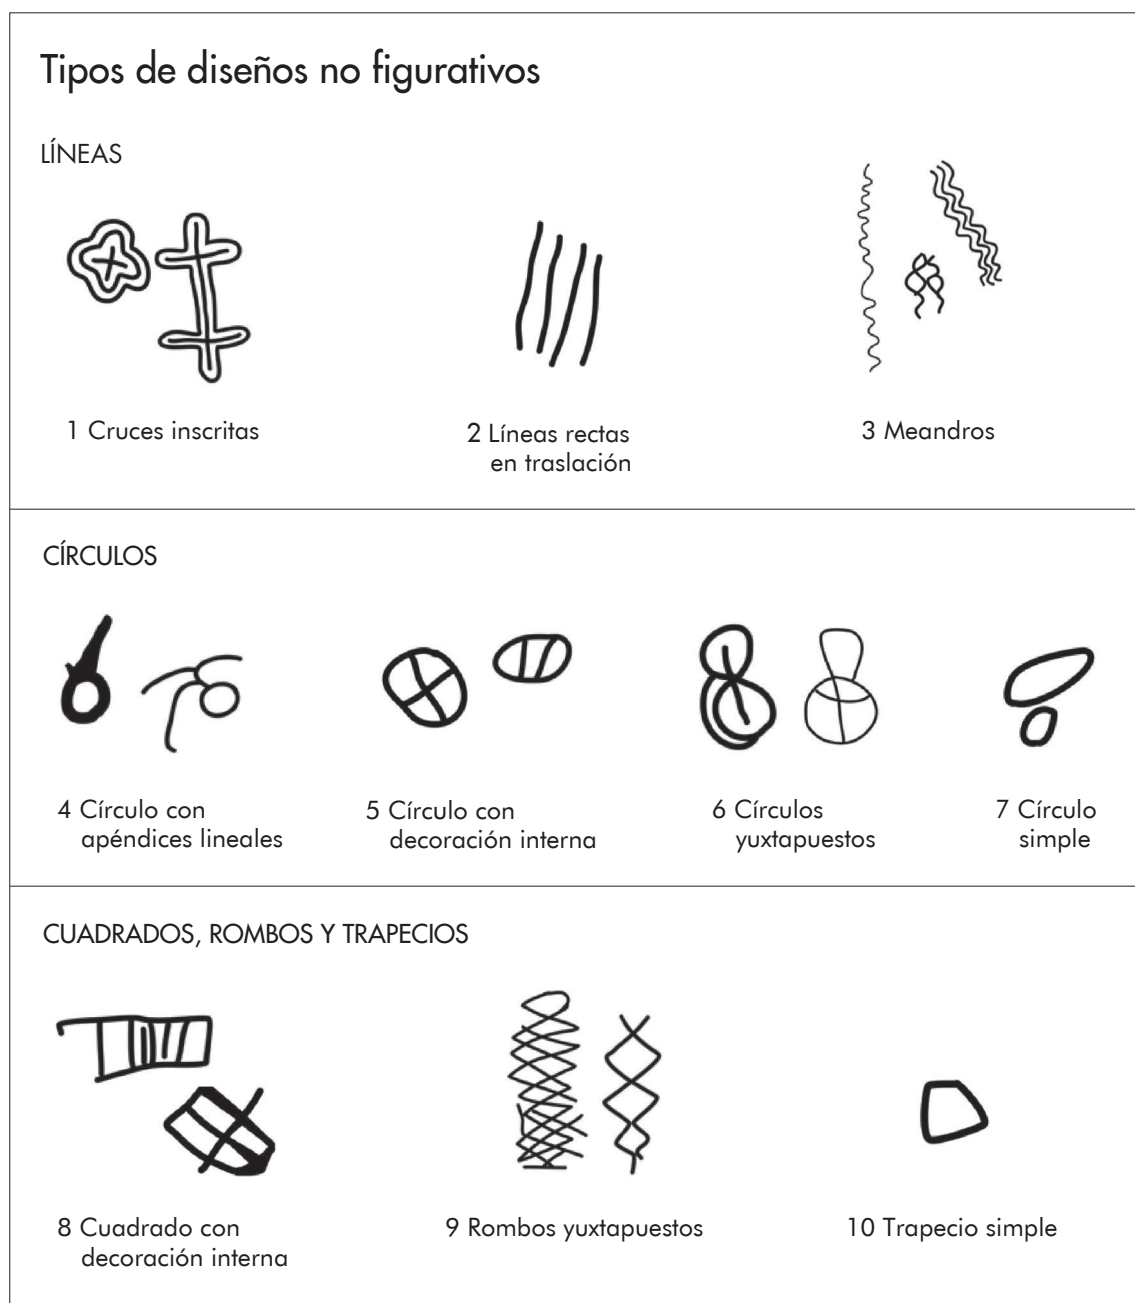 Tipos de diseños no figurativos
LÍNEAS
1 Cruces inscritas
2 Líneas rectas
en traslación
3 Meandros
CÍRCULOS
4 Círculo con
apéndices lineales
5 Círculo con
decoración interna
6 Círculos
yuxtapuestos
7 Círculo
simple
CUADRADOS, ROMBOS Y TRAPECIOS
8 Cuadrado con
decoración interna
9 Rombos yuxtapuestos
10 Trapecio simple